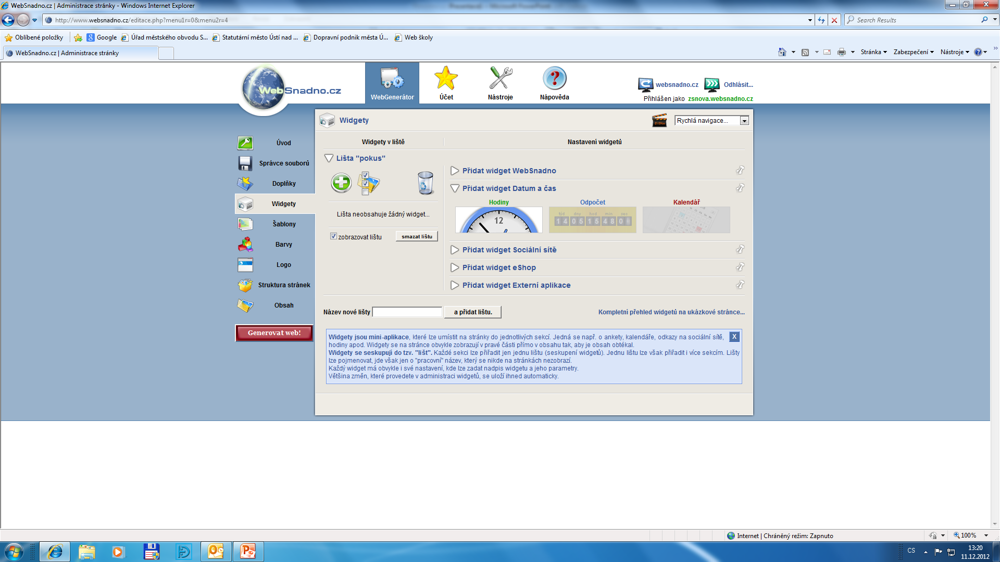 WebSnadno.cz | Administrace stránky - Windows Internet Explorer
http://www.websnadno.cz/editace.php?menu1r=0&menu2r=4
Search Results
Oblíbené položky
Google
Úřad městského obvodu S...
Statutární město Ústí nad ...
Dopravní podnik města Ú...
Web školy
WebSnadno.cz | Administrace stránky
Stránka
Zabezpečení
Nástroje
WebSnadno.cz
WebGenerátor
Účet
Nástroje
Nápověda
websnadno.cz
Odhlásit...
Přihlášen jako zsnova.websnadno.cz
Úvod
Správce souborů
Doplňky
Widgety
Šablony
Barvy
Logo
Struktura stránek
Obsah
Generovat web!
Widgety
Rychlá navigace...
Widgety v liště
Nastavení widgetů
Lišta "pokus"
Lišta neobsahuje žádný widget...
zobrazovat lištu
smazat lištu
Přidat widget WebSnadno
Přidat widget Datum a čas
Hodiny
Odpočet
Kalendář
12
týd dny hod min sec
Přidat widget Sociální sítě
Přidat widget eShop
Přidat widget Externí aplikace
Název nové lišty
a přidat lištu.
Kompletní přehled widgetů na ukázkové stránce...
Widgety jsou mini-aplikace, které lze umístit na stránky do jednotlivých sekcí. Jedná se např. o ankety, kalendáře, odkazy na sociální sítě,
X
hodiny apod. Widgety se na stránce obvykle zobrazují v pravé části přímo v obsahu tak, aby je obsah obtékal.
Widgety se seskupují do tzv. "lišt". Každé sekci lze přiřadit jen jednu lištu (seskupení widgetů). Jednu lištu lze však přiřadit i více sekcím. Lišty
lze pojmenovat, jde však jen o "pracovní" název, který se nikde na stránkách nezobrazí.
Každý widget má obvykle i své nastavení, kde lze zadat nadpis widgetu a jeho parametry.
Většina změn, které provedete v administraci widgetů, se uloží ihned automaticky.
Internet | Chráněný režim: Zapnuto
100%
CS
13:20
11.12.2012